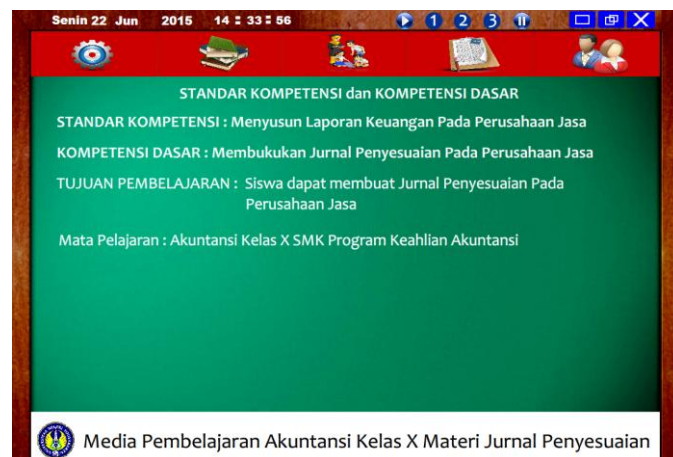 Senin 22 Jun 2015 14 : 33 : 56
1 2 3
STANDAR KOMPETENSI dan KOMPETENSI DASAR
STANDAR KOMPETENSI : Menyusun Laporan Keuangan Pada Perusahaan Jasa
KOMPETENSI DASAR : Membukukan Jurnal Penyesuaian Pada Perusahaan Jasa
TUJUAN PEMBELAJARAN : Siswa dapat membuat Jurnal Penyesuaian Pada
Perusahaan Jasa
Mata Pelajaran : Akuntansi Kelas X SMK Program Keahlian Akuntansi
Media Pembelajaran Akuntansi Kelas X Materi Jurnal Penyesuaian